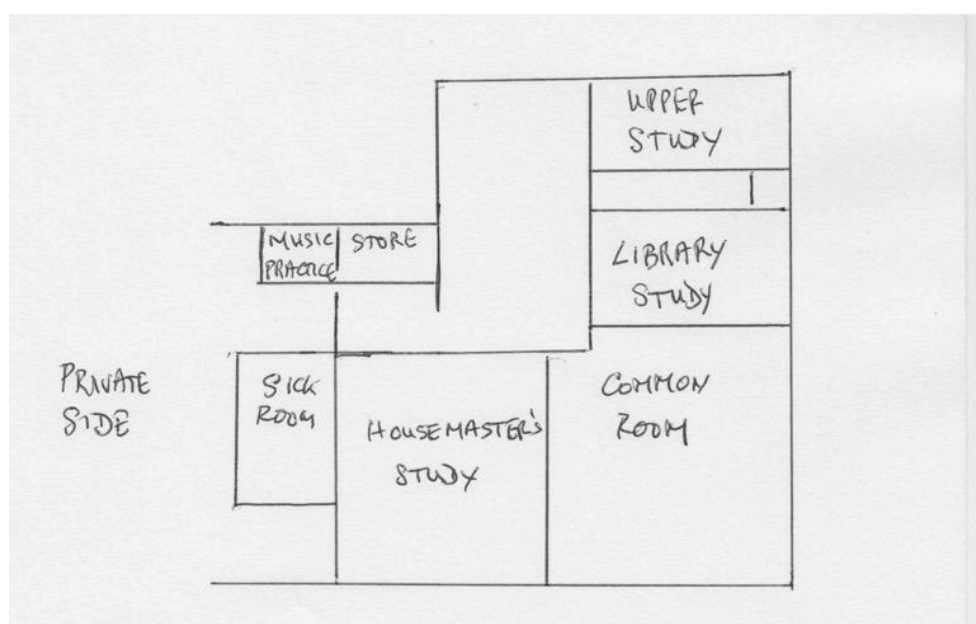 UPPER
STUDY
MUSIC
PRACTICE
STORE
LIBRARY
STUDY
PRIVATE
SIDE
SICK
ROOM
HOUSEMASTER'S
STUDY
COMMON
ROOM